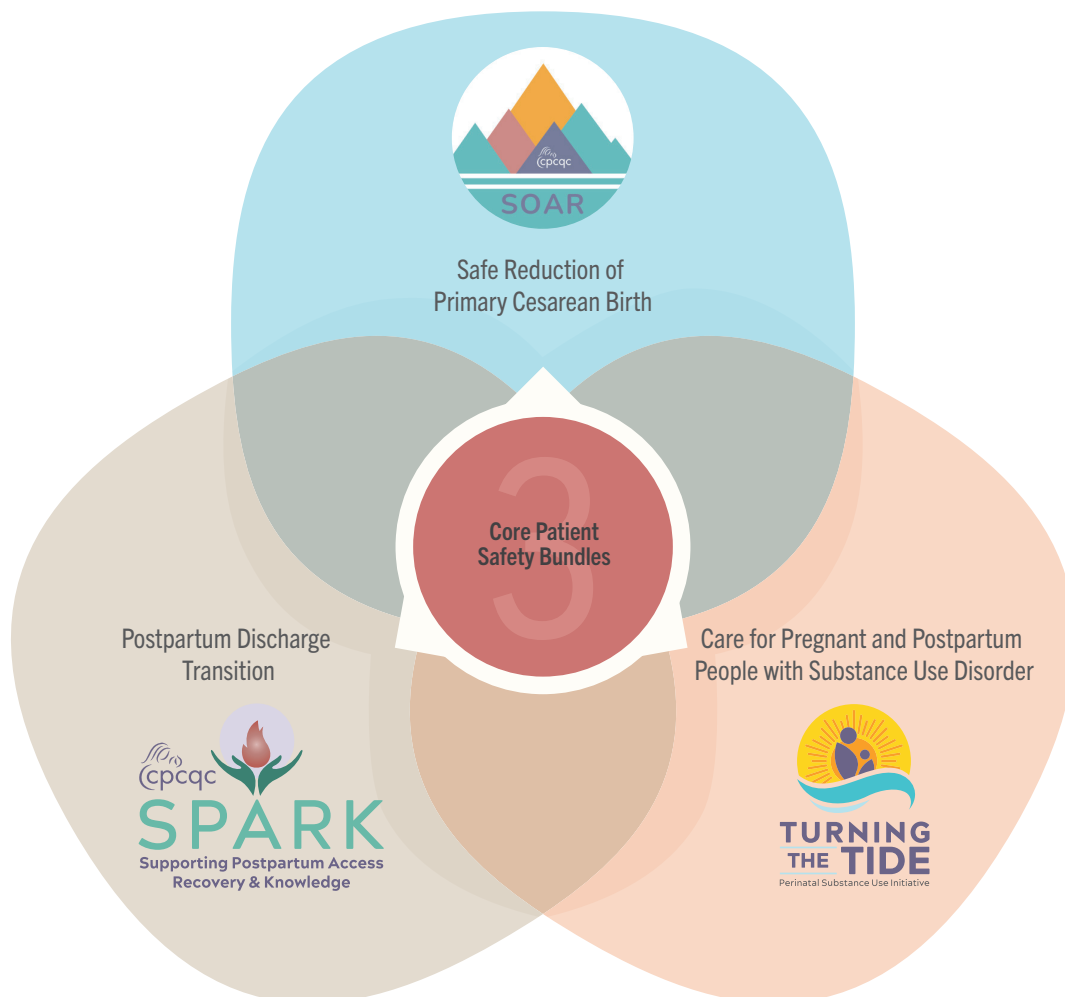 cpcqc
SOAR
Safe Reduction of
Primary Cesarean Birth
3
Core Patient
Safety Bundles
Postpartum Discharge
Transition
cpcqc
SPARK
Supporting Postpartum Access
Recovery & Knowledge
Care for Pregnant and Postpartum
People with Substance Use Disorder
TURNING
THE TIDE
Perinatal Substance Use Initiative